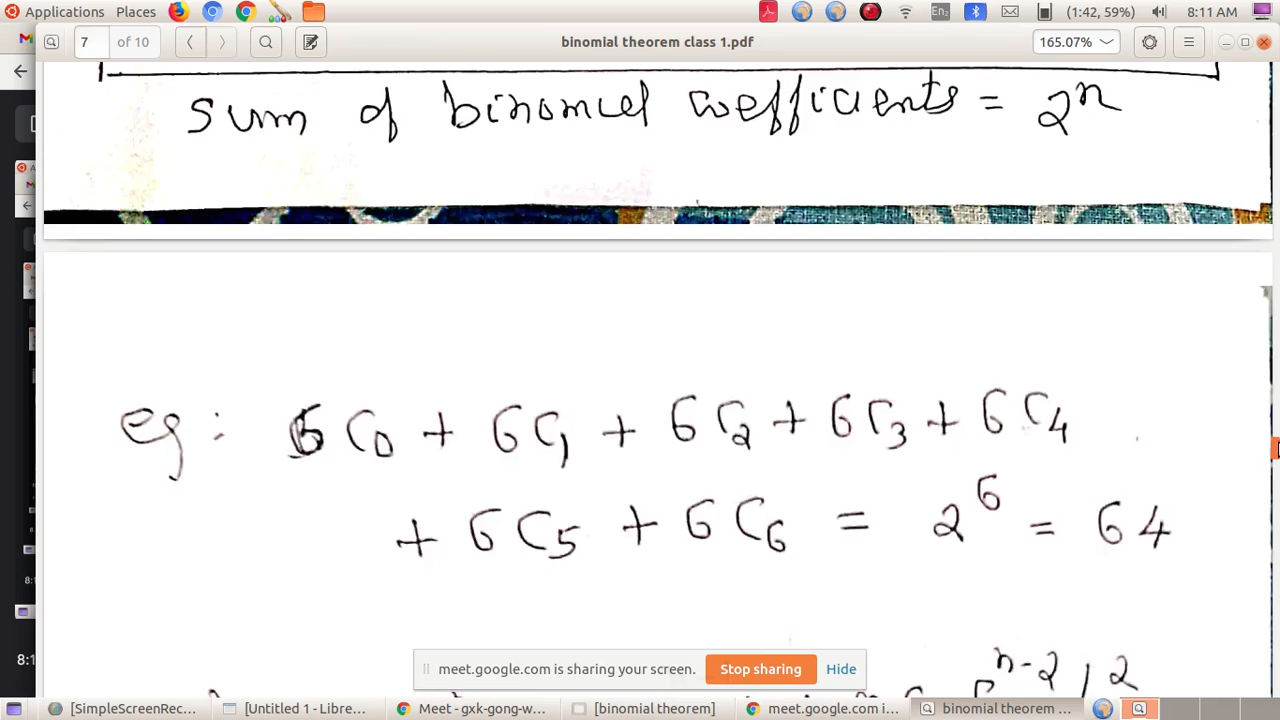 Applications Places En2 (1:42, 59%) 8:11 AM
7 of 10 binomial theorem class 1.pdf 165.07%
Sum of binomial coefficients = 2^n
eg: 6C0 + 6C1 + 6C2 + 6C3 + 6C4
+ 6C5 + 6C6 = 2^6 = 64
meet.google.com is sharing your screen. Stop sharing Hide
n-2 2
[SimpleScreenRec... [Untitled 1 - Libre... Meet - gxk-gong-w... [binomial theorem] meet.google.com i... binomial theorem ...